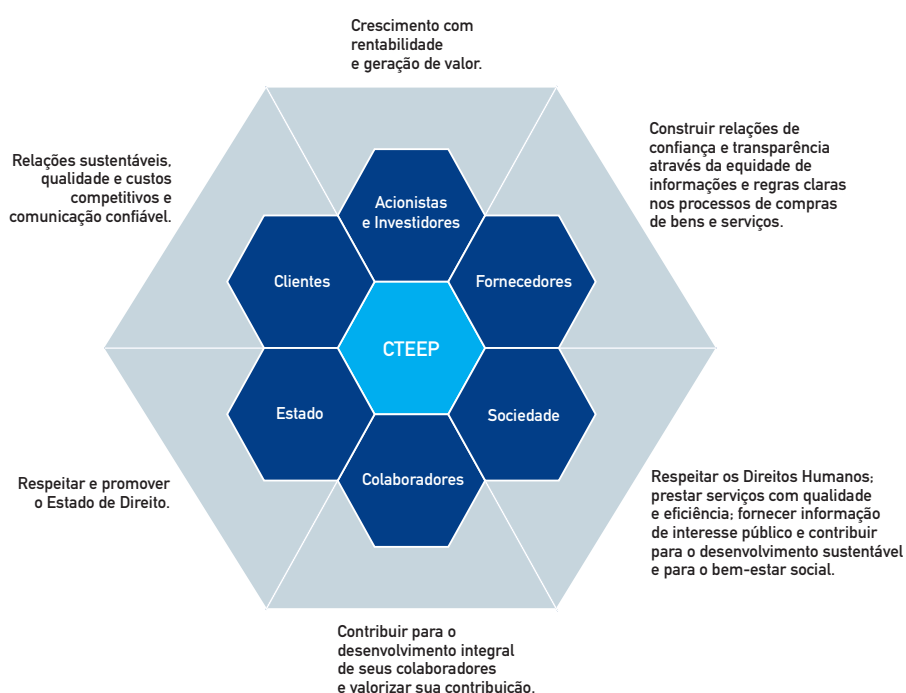 Crescimento com
rentabilidade
e geração de valor.
Relações sustentáveis,
qualidade e custos
competitivos e
comunicação confiável.
Construir relações de
confiança e transparência
através da equidade de
informações e regras claras
nos processos de compras
de bens e serviços.
Acionistas
e Investidores
Clientes
Fornecedores
CTEEP
Estado
Sociedade
Colaboradores
Respeitar e promover
o Estado de Direito.
Respeitar os Direitos Humanos;
prestar serviços com qualidade
e eficiência; fornecer informação
de interesse público e contribuir
para o desenvolvimento sustentável
e para o bem-estar social.
Contribuir para o
desenvolvimento integral
de seus colaboradores
e valorizar sua contribuição.